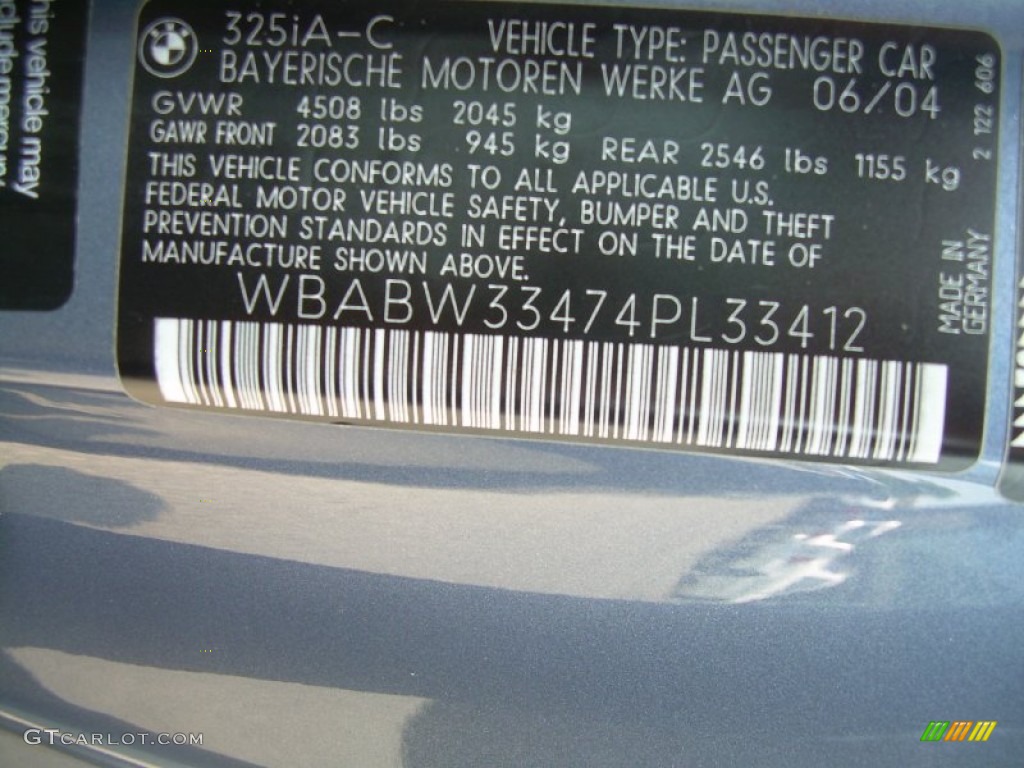 his vehicle may
325iA-C VEHICLE TYPE: PASSENGER CAR
BAYERISCHE MOTOREN WERKE AG 06/04
GVWR 4508 lbs 2045 kg
GAWR FRONT 2083 lbs 945 kg REAR 2546 lbs 1155 kg
THIS VEHICLE CONFORMS TO ALL APPLICABLE U.S.
FEDERAL MOTOR VEHICLE SAFETY, BUMPER AND THEFT
PREVENTION STANDARDS IN EFFECT ON THE DATE OF
MANUFACTURE SHOWN ABOVE.
WBABW33474PL33412
2 122 606
MADE IN
GERMANY
GTCARLOT.COM